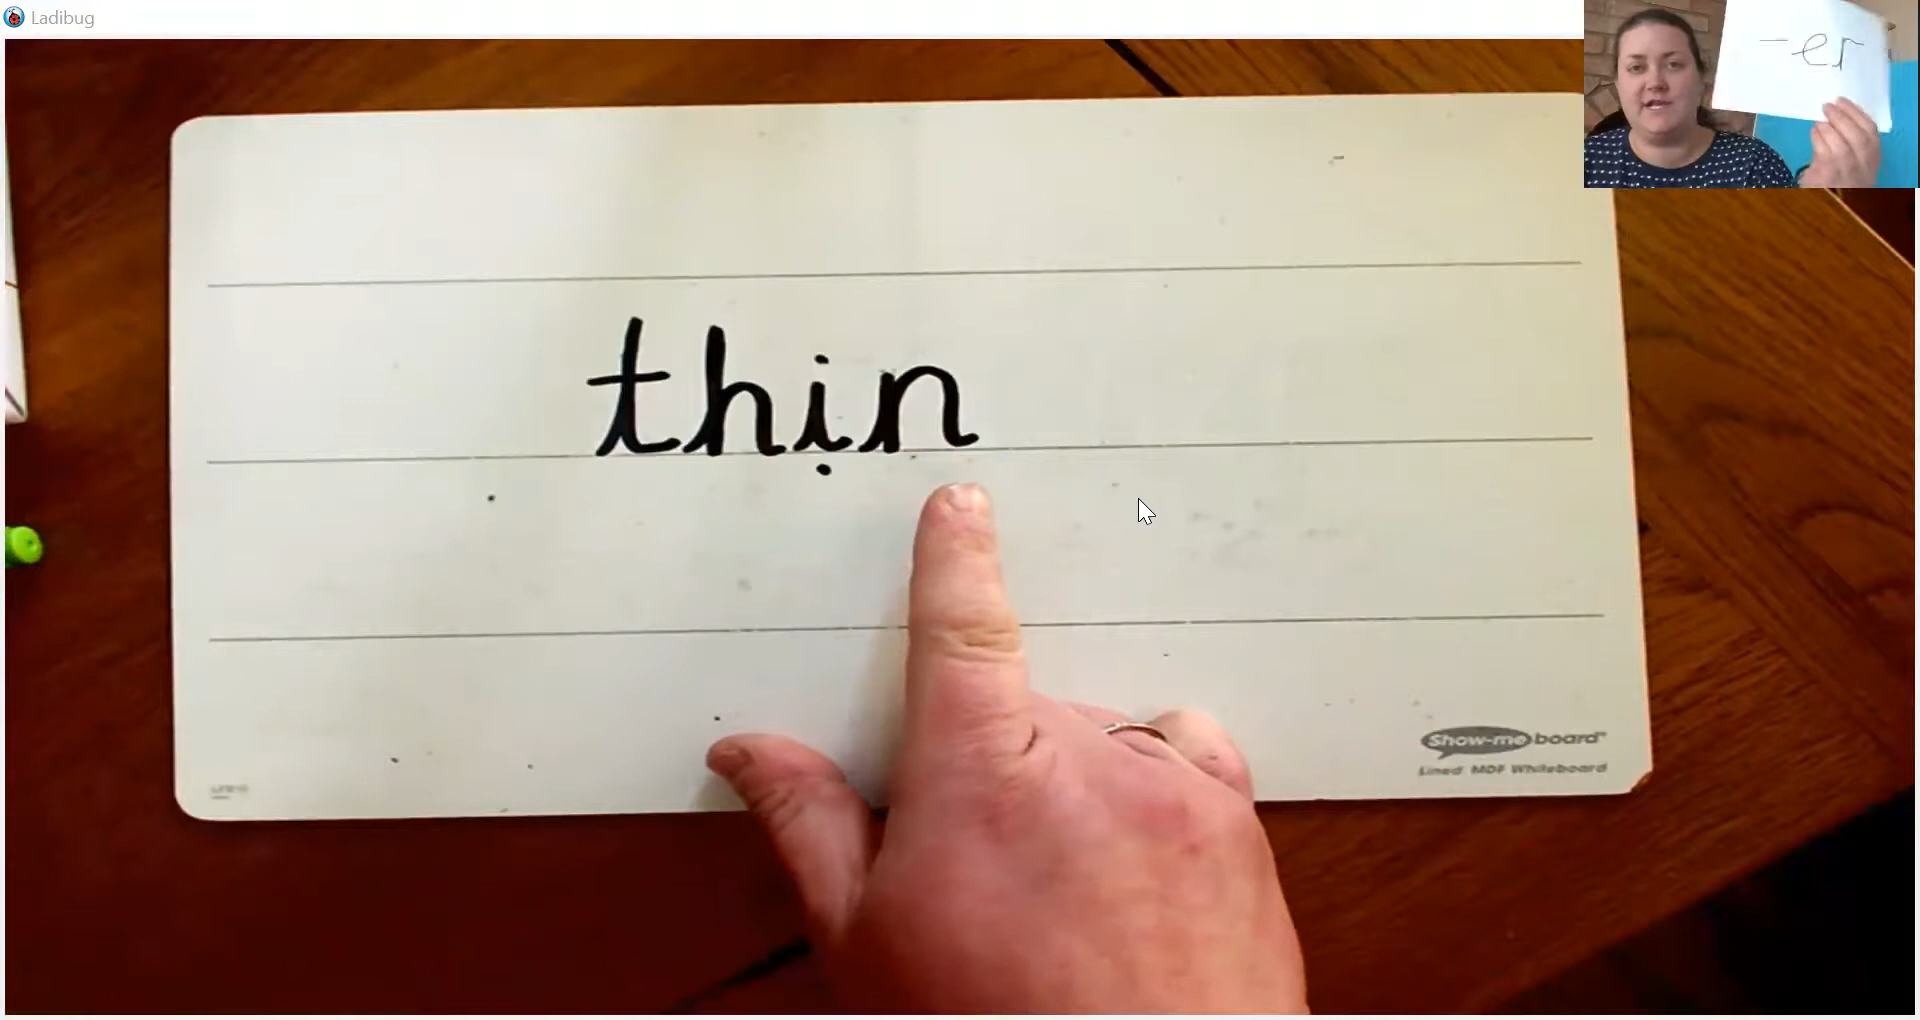 Ladibug
-er
thin
Show-me board
Lined MDF Whiteboard